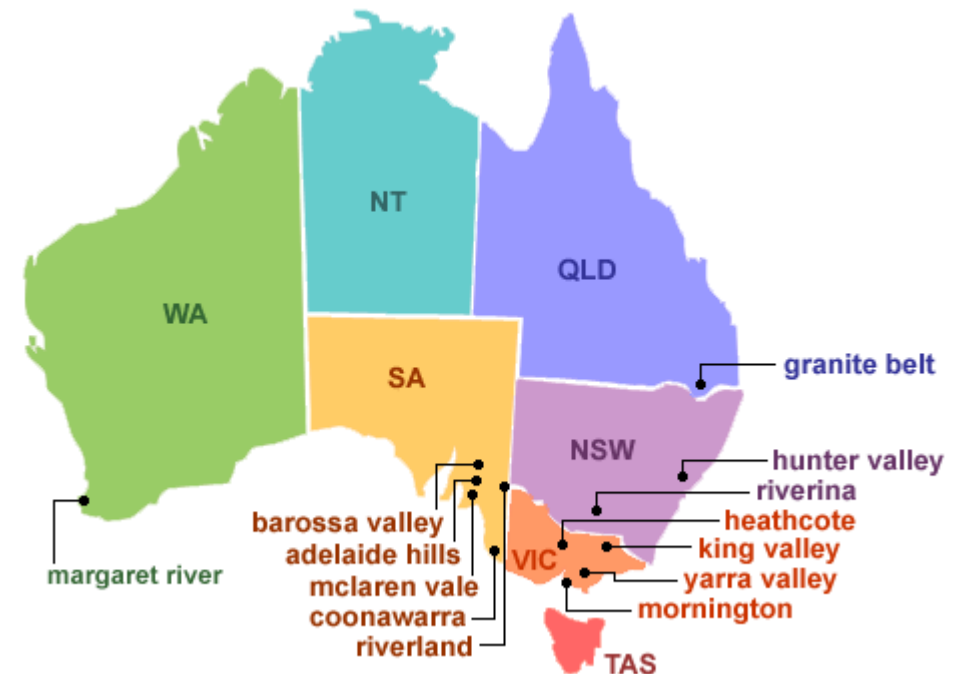 NT
QLD
WA
granite belt
SA
NSW
hunter valley
riverina
barossa valley
heathcote
adelaide hills
VIC
king valley
margaret river
mclaren vale
yarra valley
coonawarra
mornington
riverland
TAS